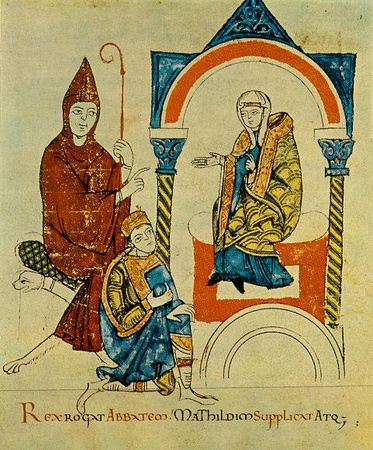 Rex rogat Abbatem / Mathildim Supplicat Atq; :